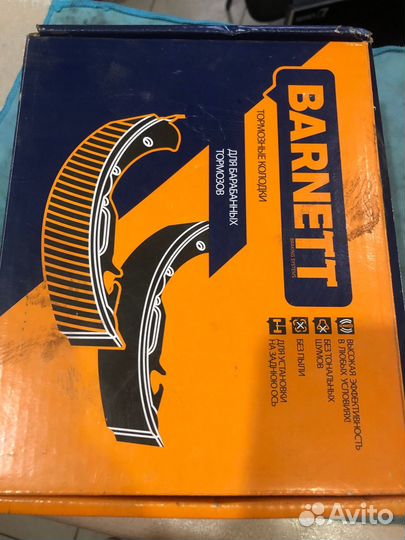 BARNETT
BRAKING SYSTEMS
ТОРМОЗНЫЕ КОЛОДКИ
ДЛЯ БАРАБАННЫХ
ТОРМОЗОВ
ВЫСОКАЯ ЭФФЕКТИВНОСТЬ
В ЛЮБЫХ УСЛОВИЯХ!
БЕЗ ТОНАЛЬНЫХ
ШУМОВ
БЕЗ ПЫЛИ
ДЛЯ УСТАНОВКИ
НА ЗАДНЮЮ ОСЬ
Avito